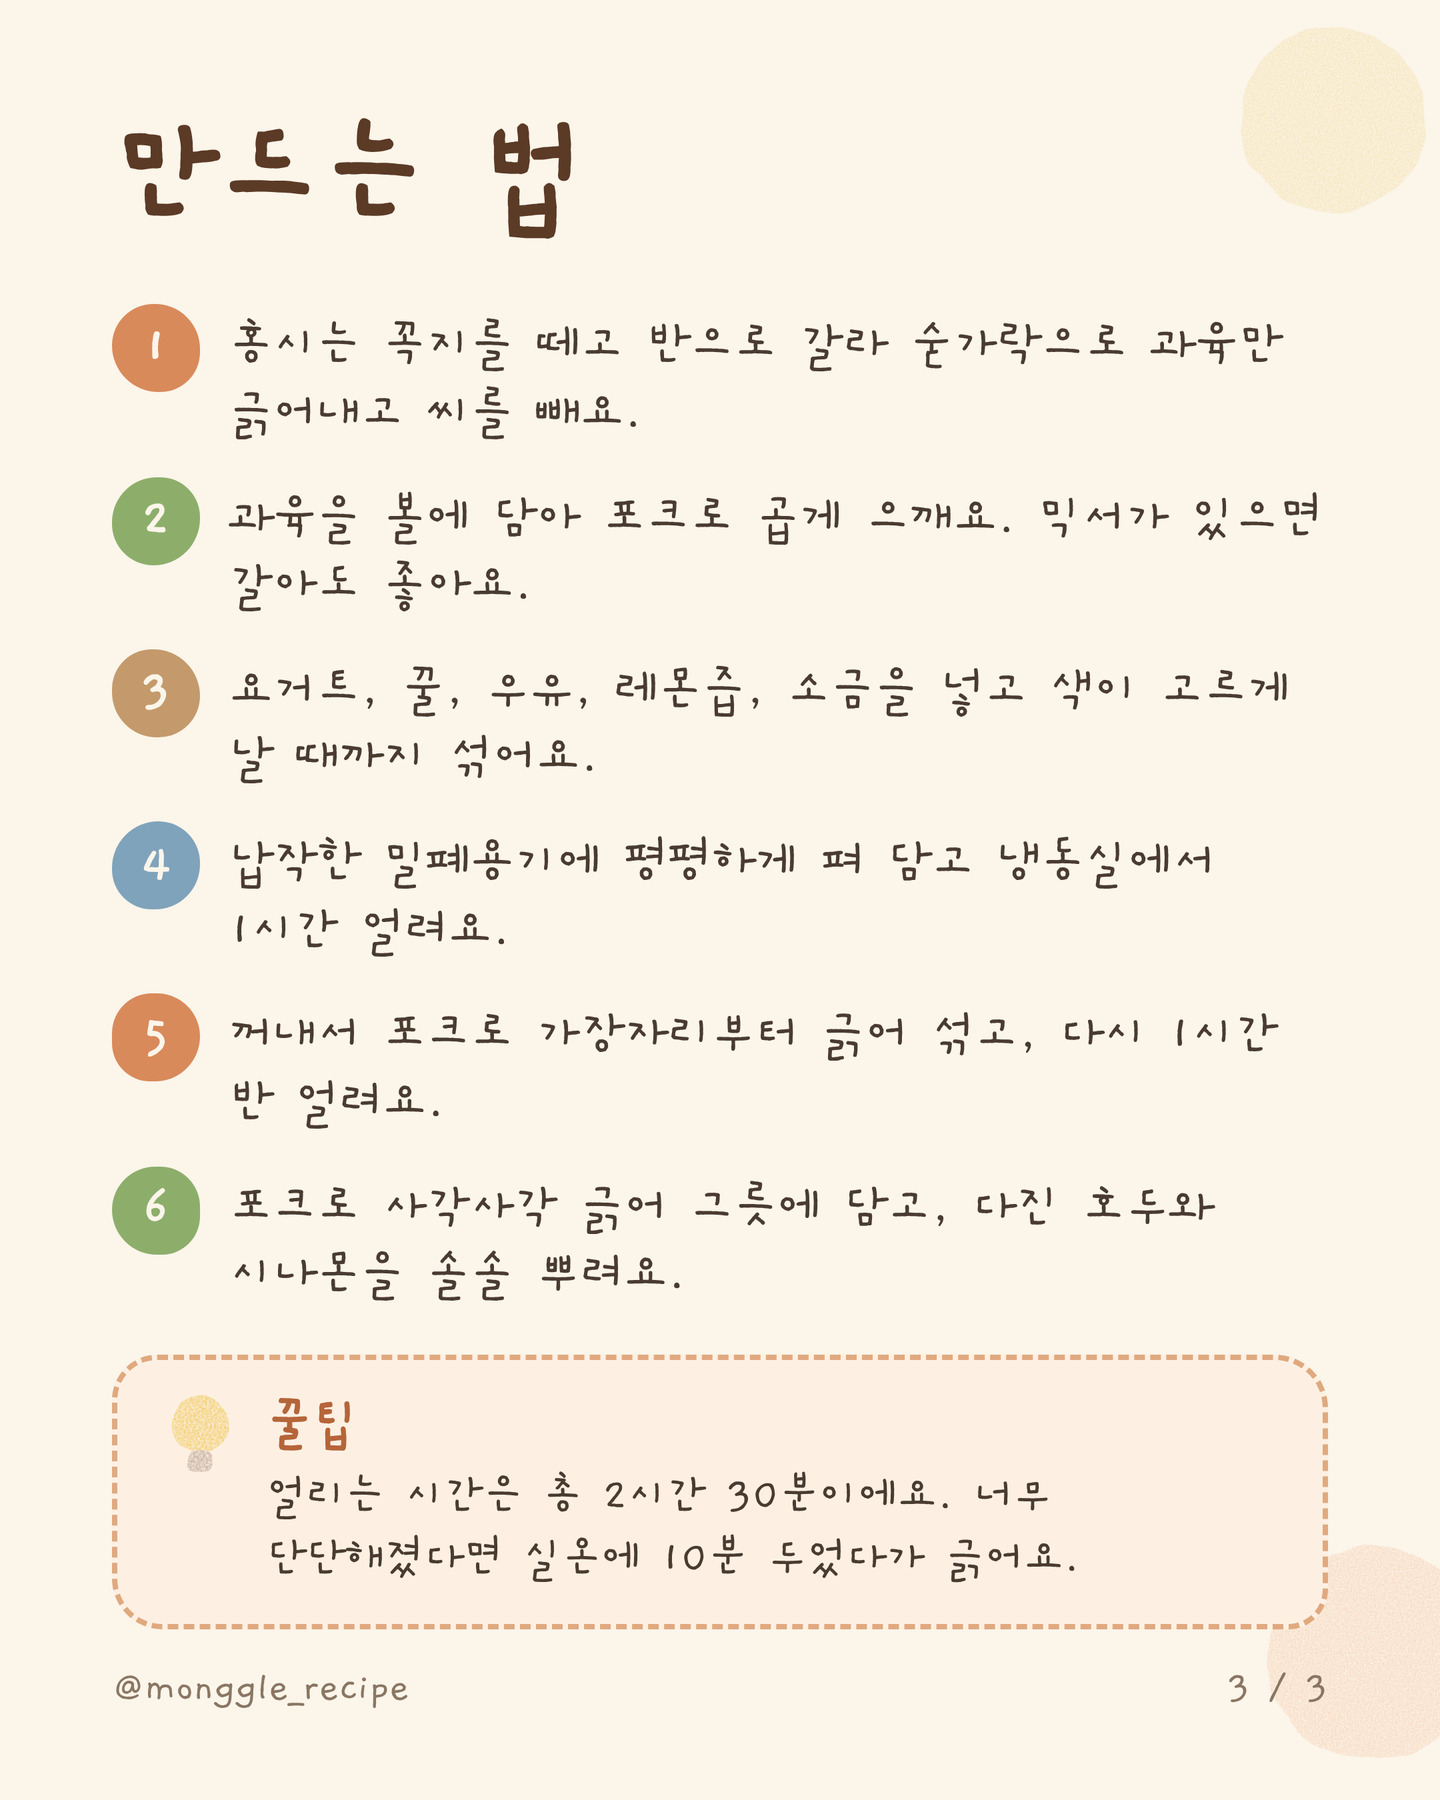 만드는 법
1
홍시는 꼭지를 떼고 반으로 갈라 숟가락으로 과육만
긁어내고 씨를 빼요.
2
과육을 볼에 담아 포크로 곱게 으깨요. 믹서가 있으면
갈아도 좋아요.
3
요거트, 꿀, 우유, 레몬즙, 소금을 넣고 색이 고르게
날 때까지 섞어요.
4
납작한 밀폐용기에 평평하게 펴 담고 냉동실에서
1시간 얼려요.
5
꺼내서 포크로 가장자리부터 긁어 섞고, 다시 1시간
반 얼려요.
6
포크로 사각사각 긁어 그릇에 담고, 다진 호두와
시나몬을 솔솔 뿌려요.
꿀팁
얼리는 시간은 총 2시간 30분이에요. 너무
단단해졌다면 실온에 10분 두었다가 긁어요.
@monggle_recipe
3 / 3